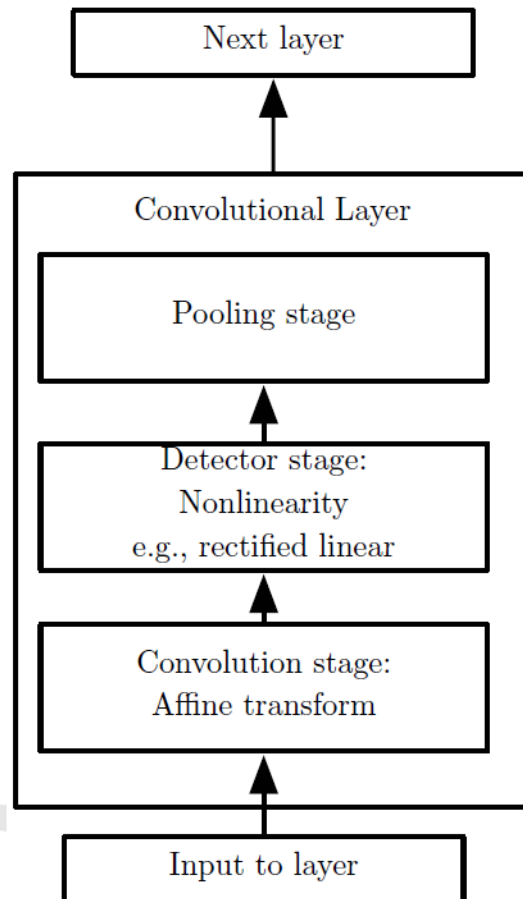 Next layer
Convolutional Layer
Pooling stage
Detector stage:
Nonlinearity
e.g., rectified linear
Convolution stage:
Affine transform
Input to layer